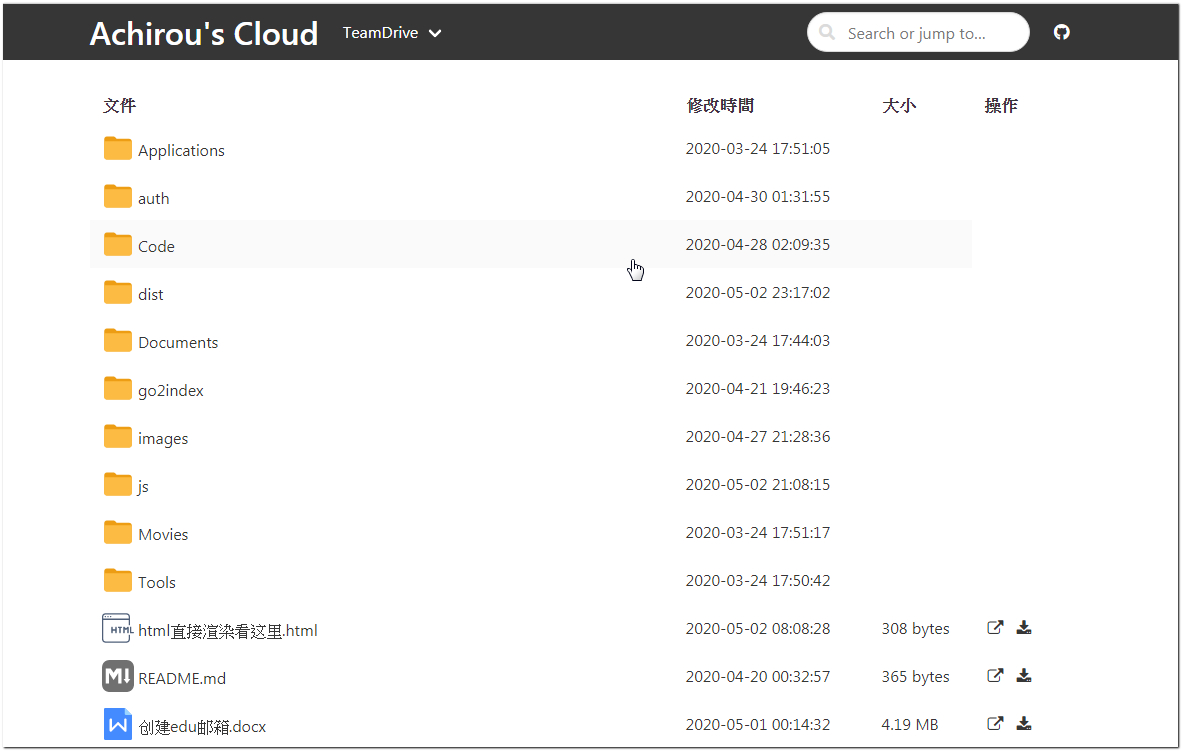 Achirou's Cloud TeamDrive Search or jump to...
文件 修改時間 大小 操作
Applications 2020-03-24 17:51:05
auth 2020-04-30 01:31:55
Code 2020-04-28 02:09:35
dist 2020-05-02 23:17:02
Documents 2020-03-24 17:44:03
go2index 2020-04-21 19:46:23
images 2020-04-27 21:28:36
js 2020-05-02 21:08:15
Movies 2020-03-24 17:51:17
Tools 2020-03-24 17:50:42
HTML html直接渲染看这里.html 2020-05-02 08:08:28 308 bytes
M README.md 2020-04-20 00:32:57 365 bytes
W 创建edu邮箱.docx 2020-05-01 00:14:32 4.19 MB